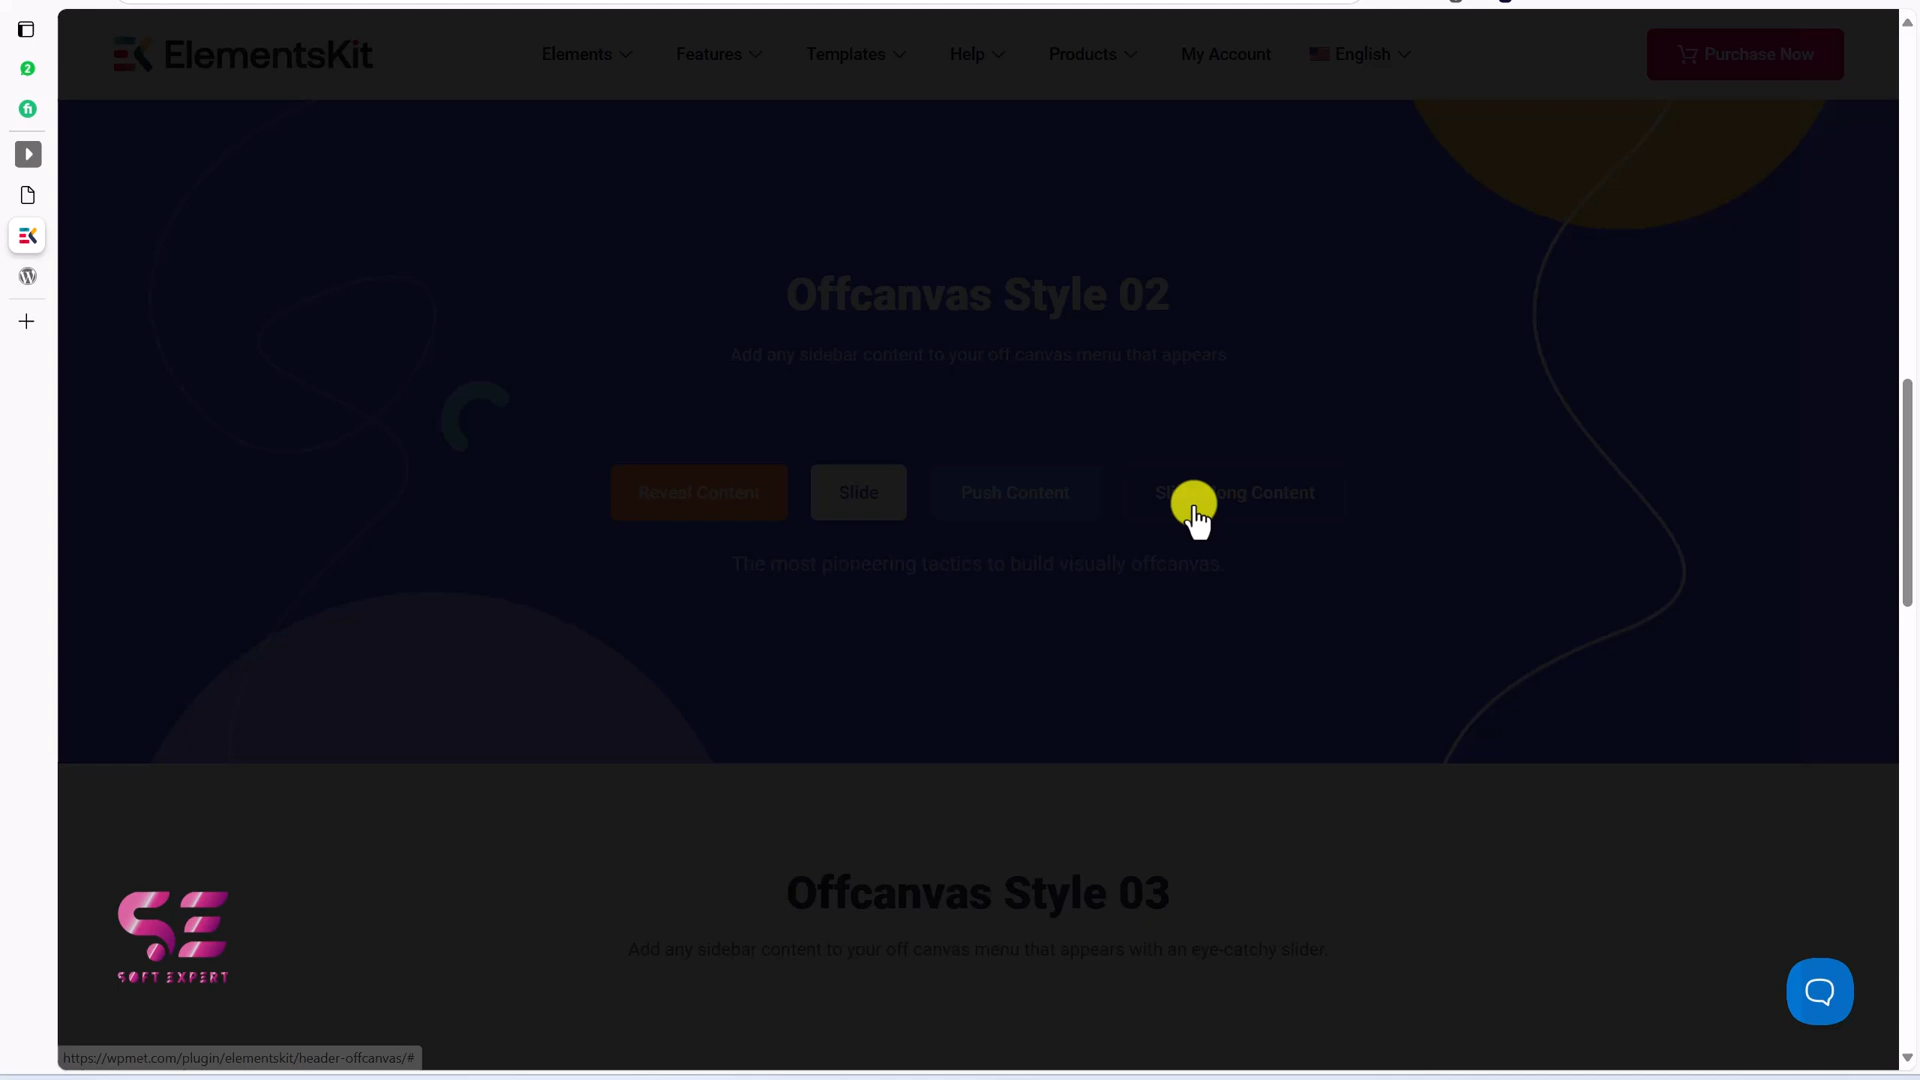 2
ElementsKit
Elements
Features
Templates
Help
Products
My Account
English
Purchase Now
Offcanvas Style 02
Add any sidebar content to your off canvas menu that appears
Reveal Content
Slide
Push Content
Content
The most pioneering tactics to build visually offcanvas.
Offcanvas Style 03
Add any sidebar content to your off canvas menu that appears with an eye-catchy slider.
SE
SOFT EXPERT
https://wpmet.com/plugin/elementskit/header-offcanvas/#